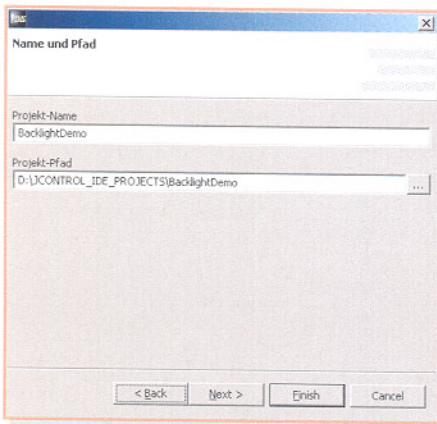 Name und Pfad
Projekt-Name
BacklightDemo
Projekt-Pfad
D:\JCONTROL_IDE_PROJECTS\BacklightDemo
...
< Back
Next >
Finish
Cancel